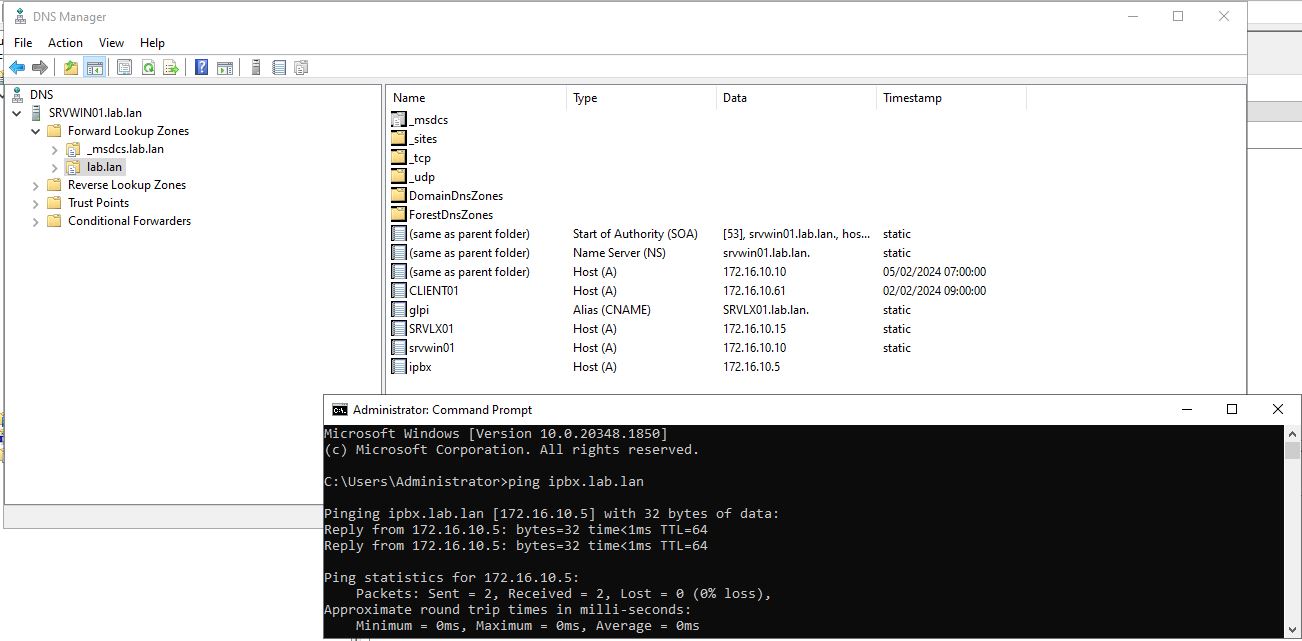 DNS Manager
File Action View Help
DNS
SRVWIN01.lab.lan
Forward Lookup Zones
_msdcs.lab.lan
lab.lan
Reverse Lookup Zones
Trust Points
Conditional Forwarders
Name Type Data Timestamp
_msdcs
_sites
_tcp
_udp
DomainDnsZones
ForestDnsZones
(same as parent folder) Start of Authority (SOA) [53], srvwin01.lab.lan., hos... static
(same as parent folder) Name Server (NS) srvwin01.lab.lan. static
(same as parent folder) Host (A) 172.16.10.10 05/02/2024 07:00:00
CLIENT01 Host (A) 172.16.10.61 02/02/2024 09:00:00
glpi Alias (CNAME) SRVLX01.lab.lan. static
SRVLX01 Host (A) 172.16.10.15 static
srvwin01 Host (A) 172.16.10.10 static
ipbx Host (A) 172.16.10.5
Administrator: Command Prompt
Microsoft Windows [Version 10.0.20348.1850]
(c) Microsoft Corporation. All rights reserved.
C:\Users\Administrator>ping ipbx.lab.lan
Pinging ipbx.lab.lan [172.16.10.5] with 32 bytes of data:
Reply from 172.16.10.5: bytes=32 time<1ms TTL=64
Reply from 172.16.10.5: bytes=32 time<1ms TTL=64
Ping statistics for 172.16.10.5:
Packets: Sent = 2, Received = 2, Lost = 0 (0% loss),
Approximate round trip times in milli-seconds:
Minimum = 0ms, Maximum = 0ms, Average = 0ms